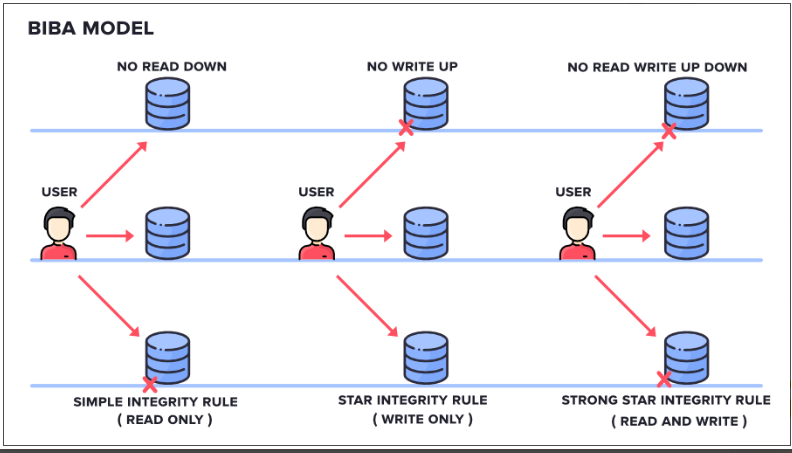 BIBA MODEL
NO READ DOWN
NO WRITE UP
NO READ WRITE UP DOWN
USER
USER
USER
SIMPLE INTEGRITY RULE
( READ ONLY )
STAR INTEGRITY RULE
( WRITE ONLY )
STRONG STAR INTEGRITY RULE
( READ AND WRITE )